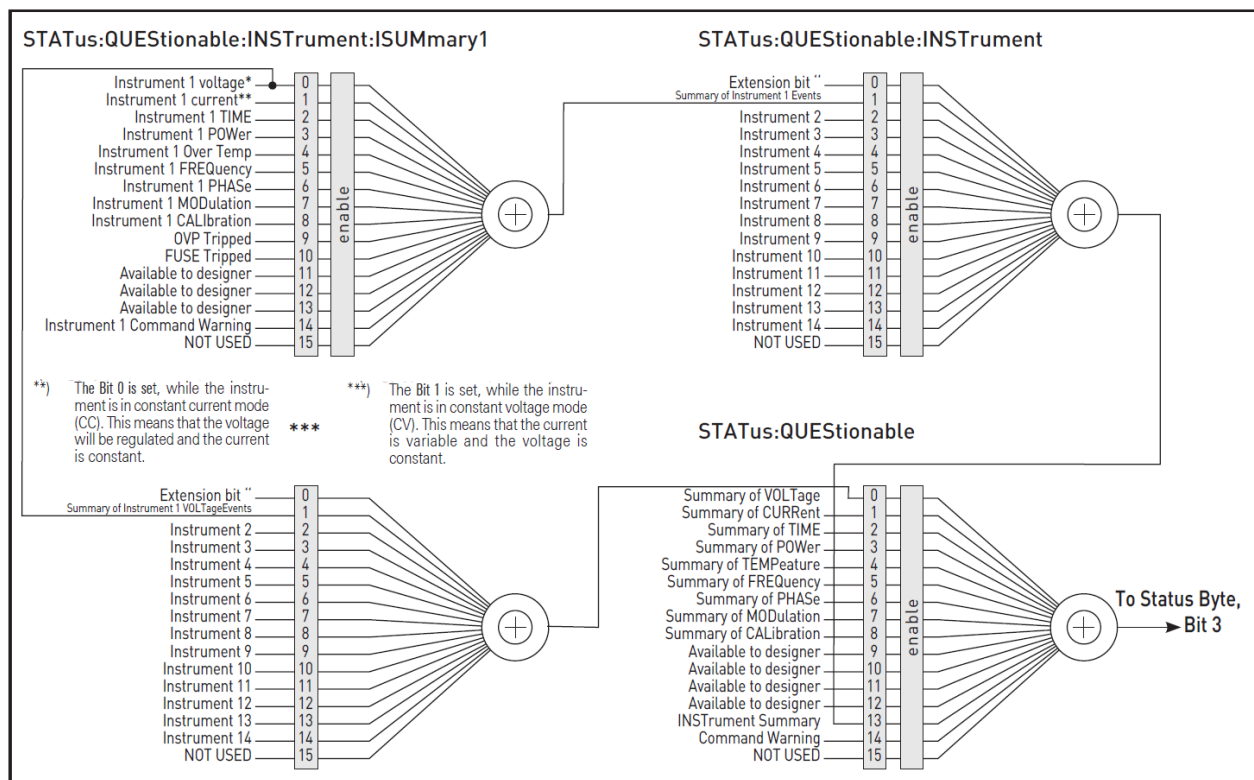 STATus:QUEStionable:INSTrument:ISUMmary1
Instrument 1 voltage* 0
Instrument 1 current** 1
Instrument 1 TIME 2
Instrument 1 POWer 3
Instrument 1 Over Temp 4
Instrument 1 FREQuency 5
Instrument 1 PHASe 6
Instrument 1 MODulation 7
Instrument 1 CALIbration 8
OVP Tripped 9
FUSE Tripped 10
Available to designer 11
Available to designer 12
Available to designer 13
Instrument 1 Command Warning 14
NOT USED 15
enable
STATus:QUEStionable:INSTrument
Extension bit '' 0
Summary of Instrument 1 Events 1
Instrument 2 2
Instrument 3 3
Instrument 4 4
Instrument 5 5
Instrument 6 6
Instrument 7 7
Instrument 8 8
Instrument 9 9
Instrument 10 10
Instrument 11 11
Instrument 12 12
Instrument 13 13
Instrument 14 14
NOT USED 15
enable
**) The Bit 0 is set, while the instru-
ment is in constant current mode
(CC). This means that the voltage
will be regulated and the current
is constant.
***
***) The Bit 1 is set, while the instru-
ment is in constant voltage mode
(CV). This means that the current
is variable and the voltage is
constant.
Extension bit '' 0
Summary of Instrument 1 VOLTageEvents 1
Instrument 2 2
Instrument 3 3
Instrument 4 4
Instrument 5 5
Instrument 6 6
Instrument 7 7
Instrument 8 8
Instrument 9 9
Instrument 10 10
Instrument 11 11
Instrument 12 12
Instrument 13 13
Instrument 14 14
NOT USED 15
STATus:QUEStionable
Summary of VOLTage 0
Summary of CURRent 1
Summary of TIME 2
Summary of POWer 3
Summary of TEMPeature 4
Summary of FREQuency 5
Summary of PHASe 6
Summary of MODulation 7
Summary of CALibration 8
Available to designer 9
Available to designer 10
Available to designer 11
Available to designer 12
INSTrument Summary 13
Command Warning 14
NOT USED 15
enable
To Status Byte,
Bit 3